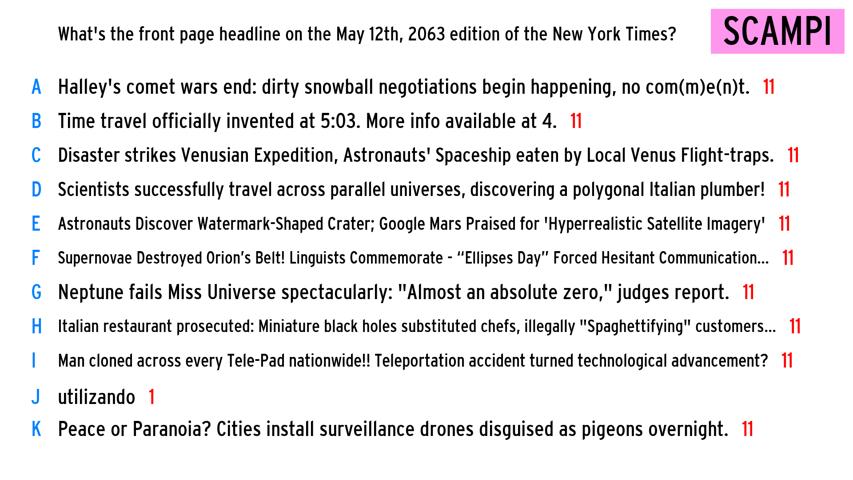 What's the front page headline on the May 12th, 2063 edition of the New York Times? SCAMPI
A Halley's comet wars end: dirty snowball negotiations begin happening, no com(m)e(n)t. 11
B Time travel officially invented at 5:03. More info available at 4. 11
C Disaster strikes Venusian Expedition, Astronauts' Spaceship eaten by Local Venus Flight-traps. 11
D Scientists successfully travel across parallel universes, discovering a polygonal Italian plumber! 11
E Astronauts Discover Watermark-Shaped Crater; Google Mars Praised for 'Hyperrealistic Satellite Imagery' 11
F Supernovae Destroyed Orion’s Belt! Linguists Commemorate - “Ellipses Day” Forced Hesitant Communication... 11
G Neptune fails Miss Universe spectacularly: "Almost an absolute zero," judges report. 11
H Italian restaurant prosecuted: Miniature black holes substituted chefs, illegally "Spaghettifying" customers... 11
I Man cloned across every Tele-Pad nationwide!! Teleportation accident turned technological advancement? 11
J utilizando 1
K Peace or Paranoia? Cities install surveillance drones disguised as pigeons overnight. 11